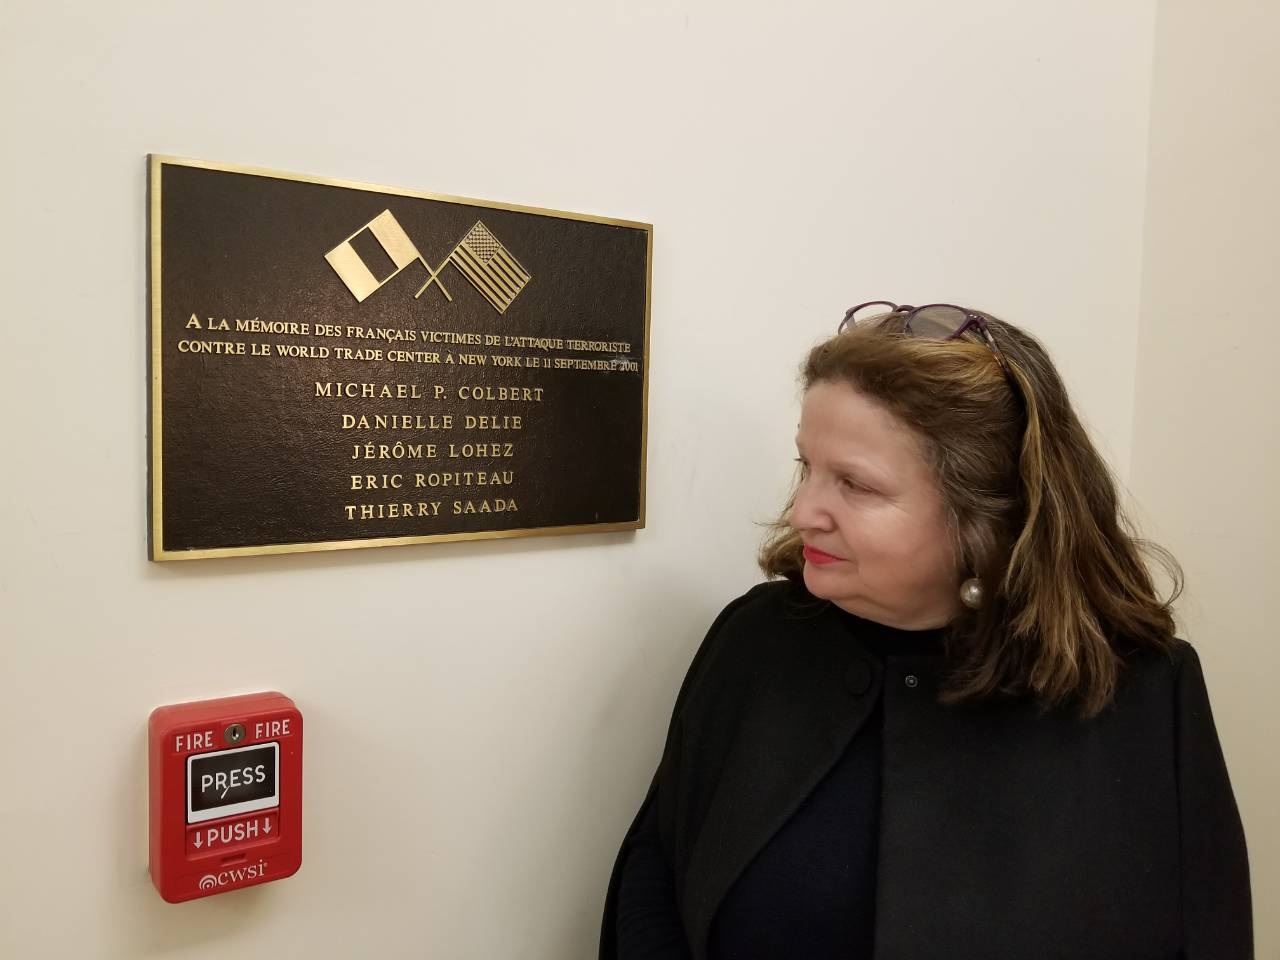 A LA MÉMOIRE DES FRANÇAIS VICTIMES DE L'ATTAQUE TERRORISTE
CONTRE LE WORLD TRADE CENTER À NEW YORK LE 11 SEPTEMBRE 2001
MICHAEL P. COLBERT
DANIELLE DELIE
JÉRÔME LOHEZ
ERIC ROPITEAU
THIERRY SAADA
FIRE FIRE
PRESS
↓PUSH↓
cwsi®